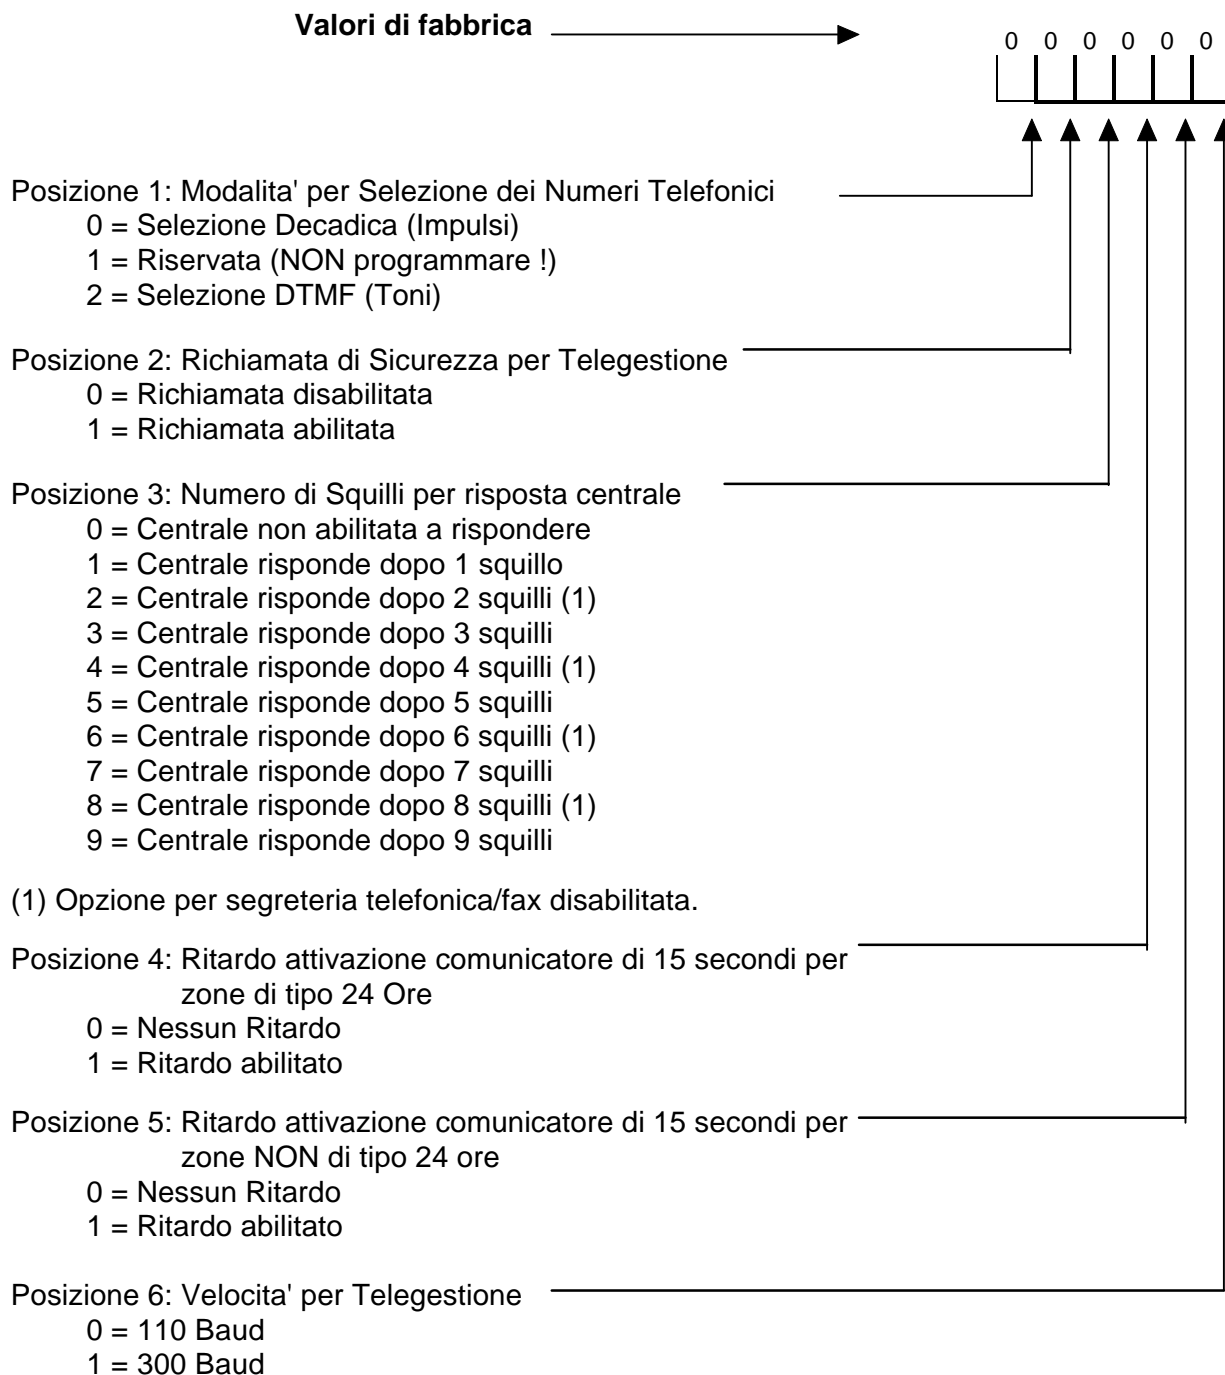 Valori di fabbrica
0 0 0 0 0 0
Posizione 1: Modalita' per Selezione dei Numeri Telefonici
0 = Selezione Decadica (Impulsi)
1 = Riservata (NON programmare !)
2 = Selezione DTMF (Toni)
Posizione 2: Richiamata di Sicurezza per Telegestione
0 = Richiamata disabilitata
1 = Richiamata abilitata
Posizione 3: Numero di Squilli per risposta centrale
0 = Centrale non abilitata a rispondere
1 = Centrale risponde dopo 1 squillo
2 = Centrale risponde dopo 2 squilli (1)
3 = Centrale risponde dopo 3 squilli
4 = Centrale risponde dopo 4 squilli (1)
5 = Centrale risponde dopo 5 squilli
6 = Centrale risponde dopo 6 squilli (1)
7 = Centrale risponde dopo 7 squilli
8 = Centrale risponde dopo 8 squilli (1)
9 = Centrale risponde dopo 9 squilli
(1) Opzione per segreteria telefonica/fax disabilitata.
Posizione 4: Ritardo attivazione comunicatore di 15 secondi per
zone di tipo 24 Ore
0 = Nessun Ritardo
1 = Ritardo abilitato
Posizione 5: Ritardo attivazione comunicatore di 15 secondi per
zone NON di tipo 24 ore
0 = Nessun Ritardo
1 = Ritardo abilitato
Posizione 6: Velocita' per Telegestione
0 = 110 Baud
1 = 300 Baud